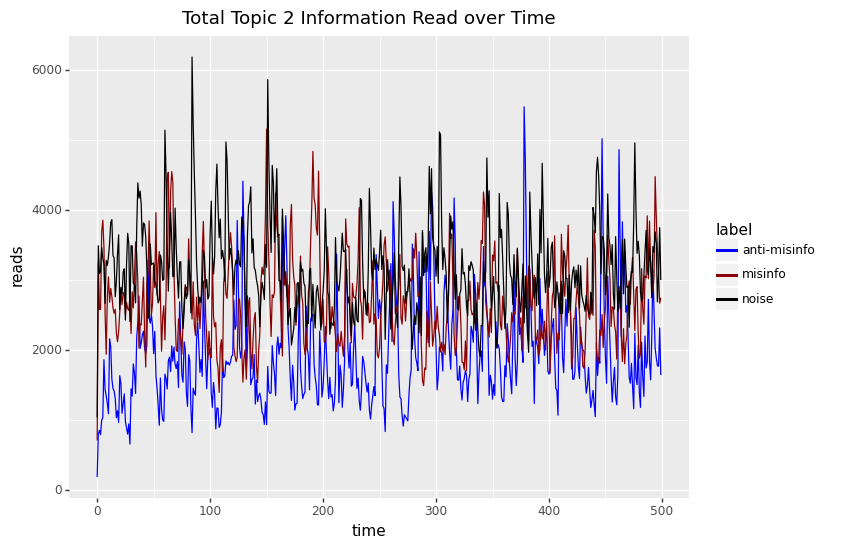 Total Topic 2 Information Read over Time
reads
6000
4000
2000
0
0 100 200 300 400 500
time
label
anti-misinfo
misinfo
noise